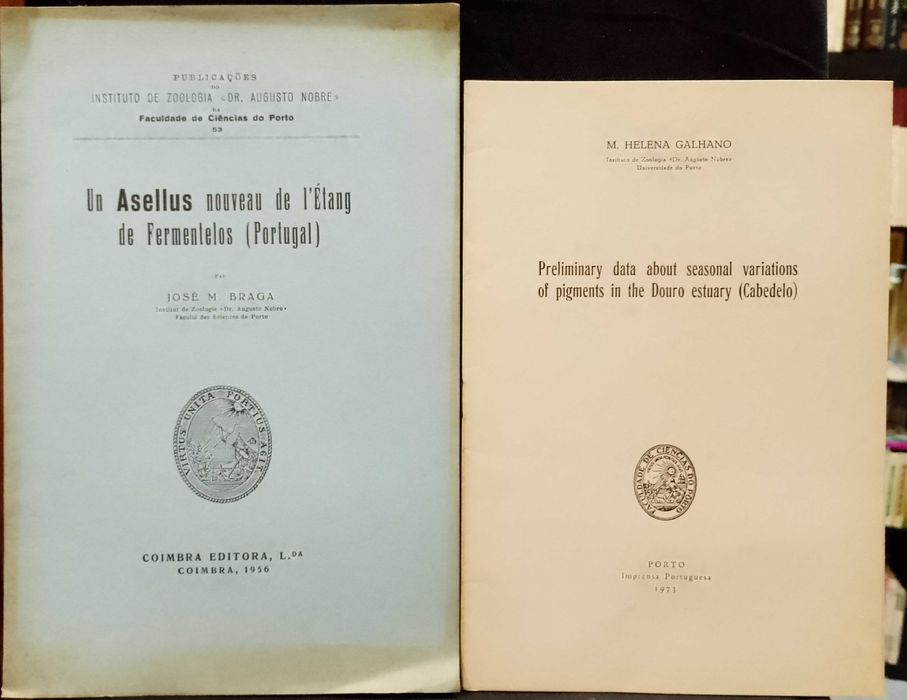 PUBLICAÇÕES
DO
INSTITUTO DE ZOOLOGIA «DR. AUGUSTO NOBRE»
DA
Faculdade de Ciências do Porto
53
Un Asellus nouveau de l'Étang
de Fermentelos (Portugal)
PAR
JOSÉ M. BRAGA
Institut de Zoologie «Dr. Augusto Nobre»
Faculté des Sciences de Porto
VIRTUS UNITA FORTIUS AGIT
COIMBRA EDITORA, L.DA
COIMBRA, 1956
M. HELENA GALHANO
Instituto de Zoologia «Dr. Augusto Nobre»
Universidade do Porto
Preliminary data about seasonal variations
of pigments in the Douro estuary (Cabedelo)
FACULDADE DE CIENCIAS DO PORTO
PORTO
Imprensa Portuguesa
1973